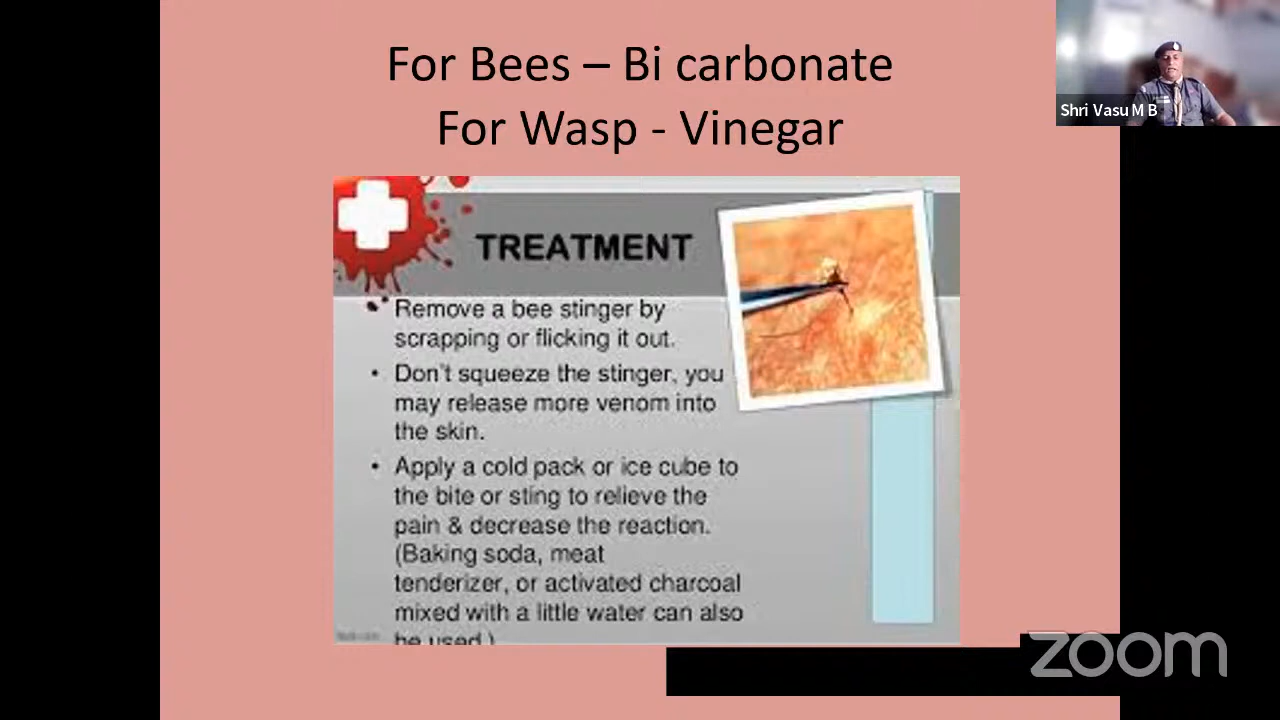 For Bees – Bi carbonate
For Wasp - Vinegar
Shri Vasu M B
TREATMENT
• Remove a bee stinger by
scrapping or flicking it out.
• Don't squeeze the stinger, you
may release more venom into
the skin.
• Apply a cold pack or ice cube to
the bite or sting to relieve the
pain & decrease the reaction.
(Baking soda, meat
tenderizer, or activated charcoal
mixed with a little water can also
be used.)
zoom